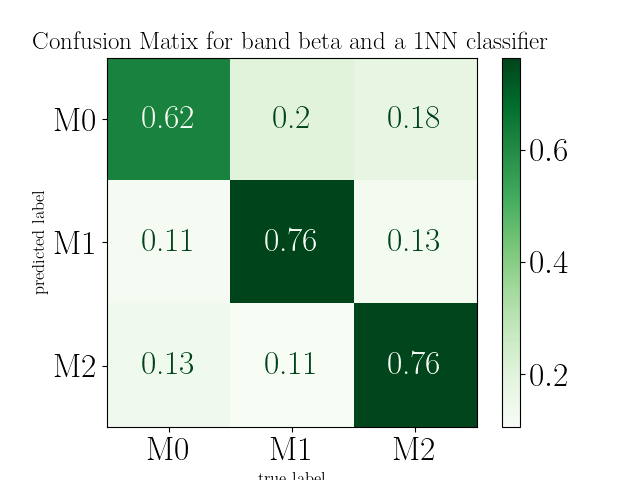 Confusion Matix for band beta and a 1NN classifier
M0 0.62 0.2 0.18
M1 0.11 0.76 0.13
M2 0.13 0.11 0.76
predicted label
M0 M1 M2
true label
0.6
0.4
0.2